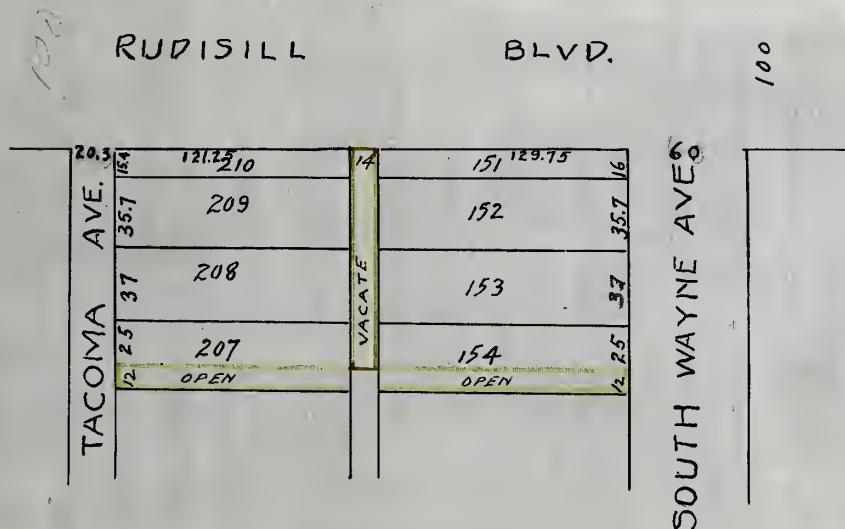 RUDISILL BLVD.
100
20.3 15.4 121.25 210 14 151 129.75 16 60
TACOMA AVE.
35.7 209 152 35.7
37 208 153 37
VACATE
25 207 154 25
12 OPEN OPEN 12
SOUTH WAYNE AVE.